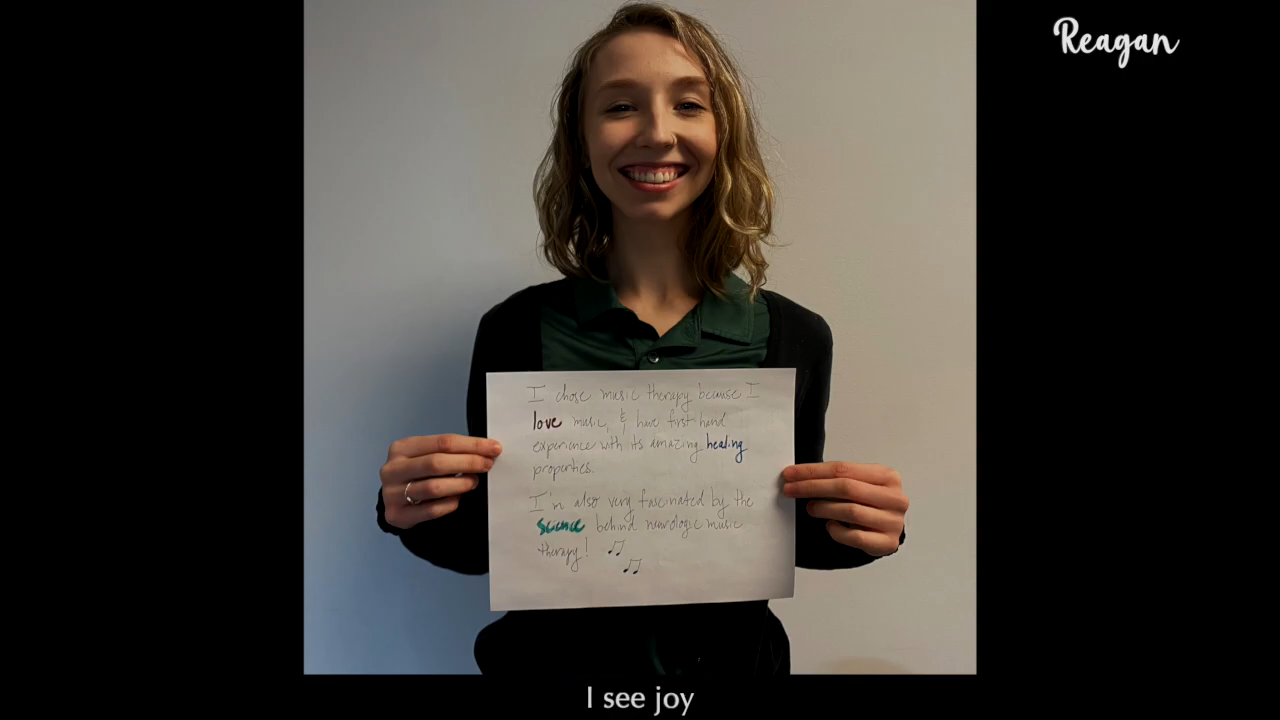 Reagan
I chose music therapy because I
love music, & have first-hand
experience with its amazing healing
properties.
I'm also very fascinated by the
science behind neurologic music
therapy!
I see joy